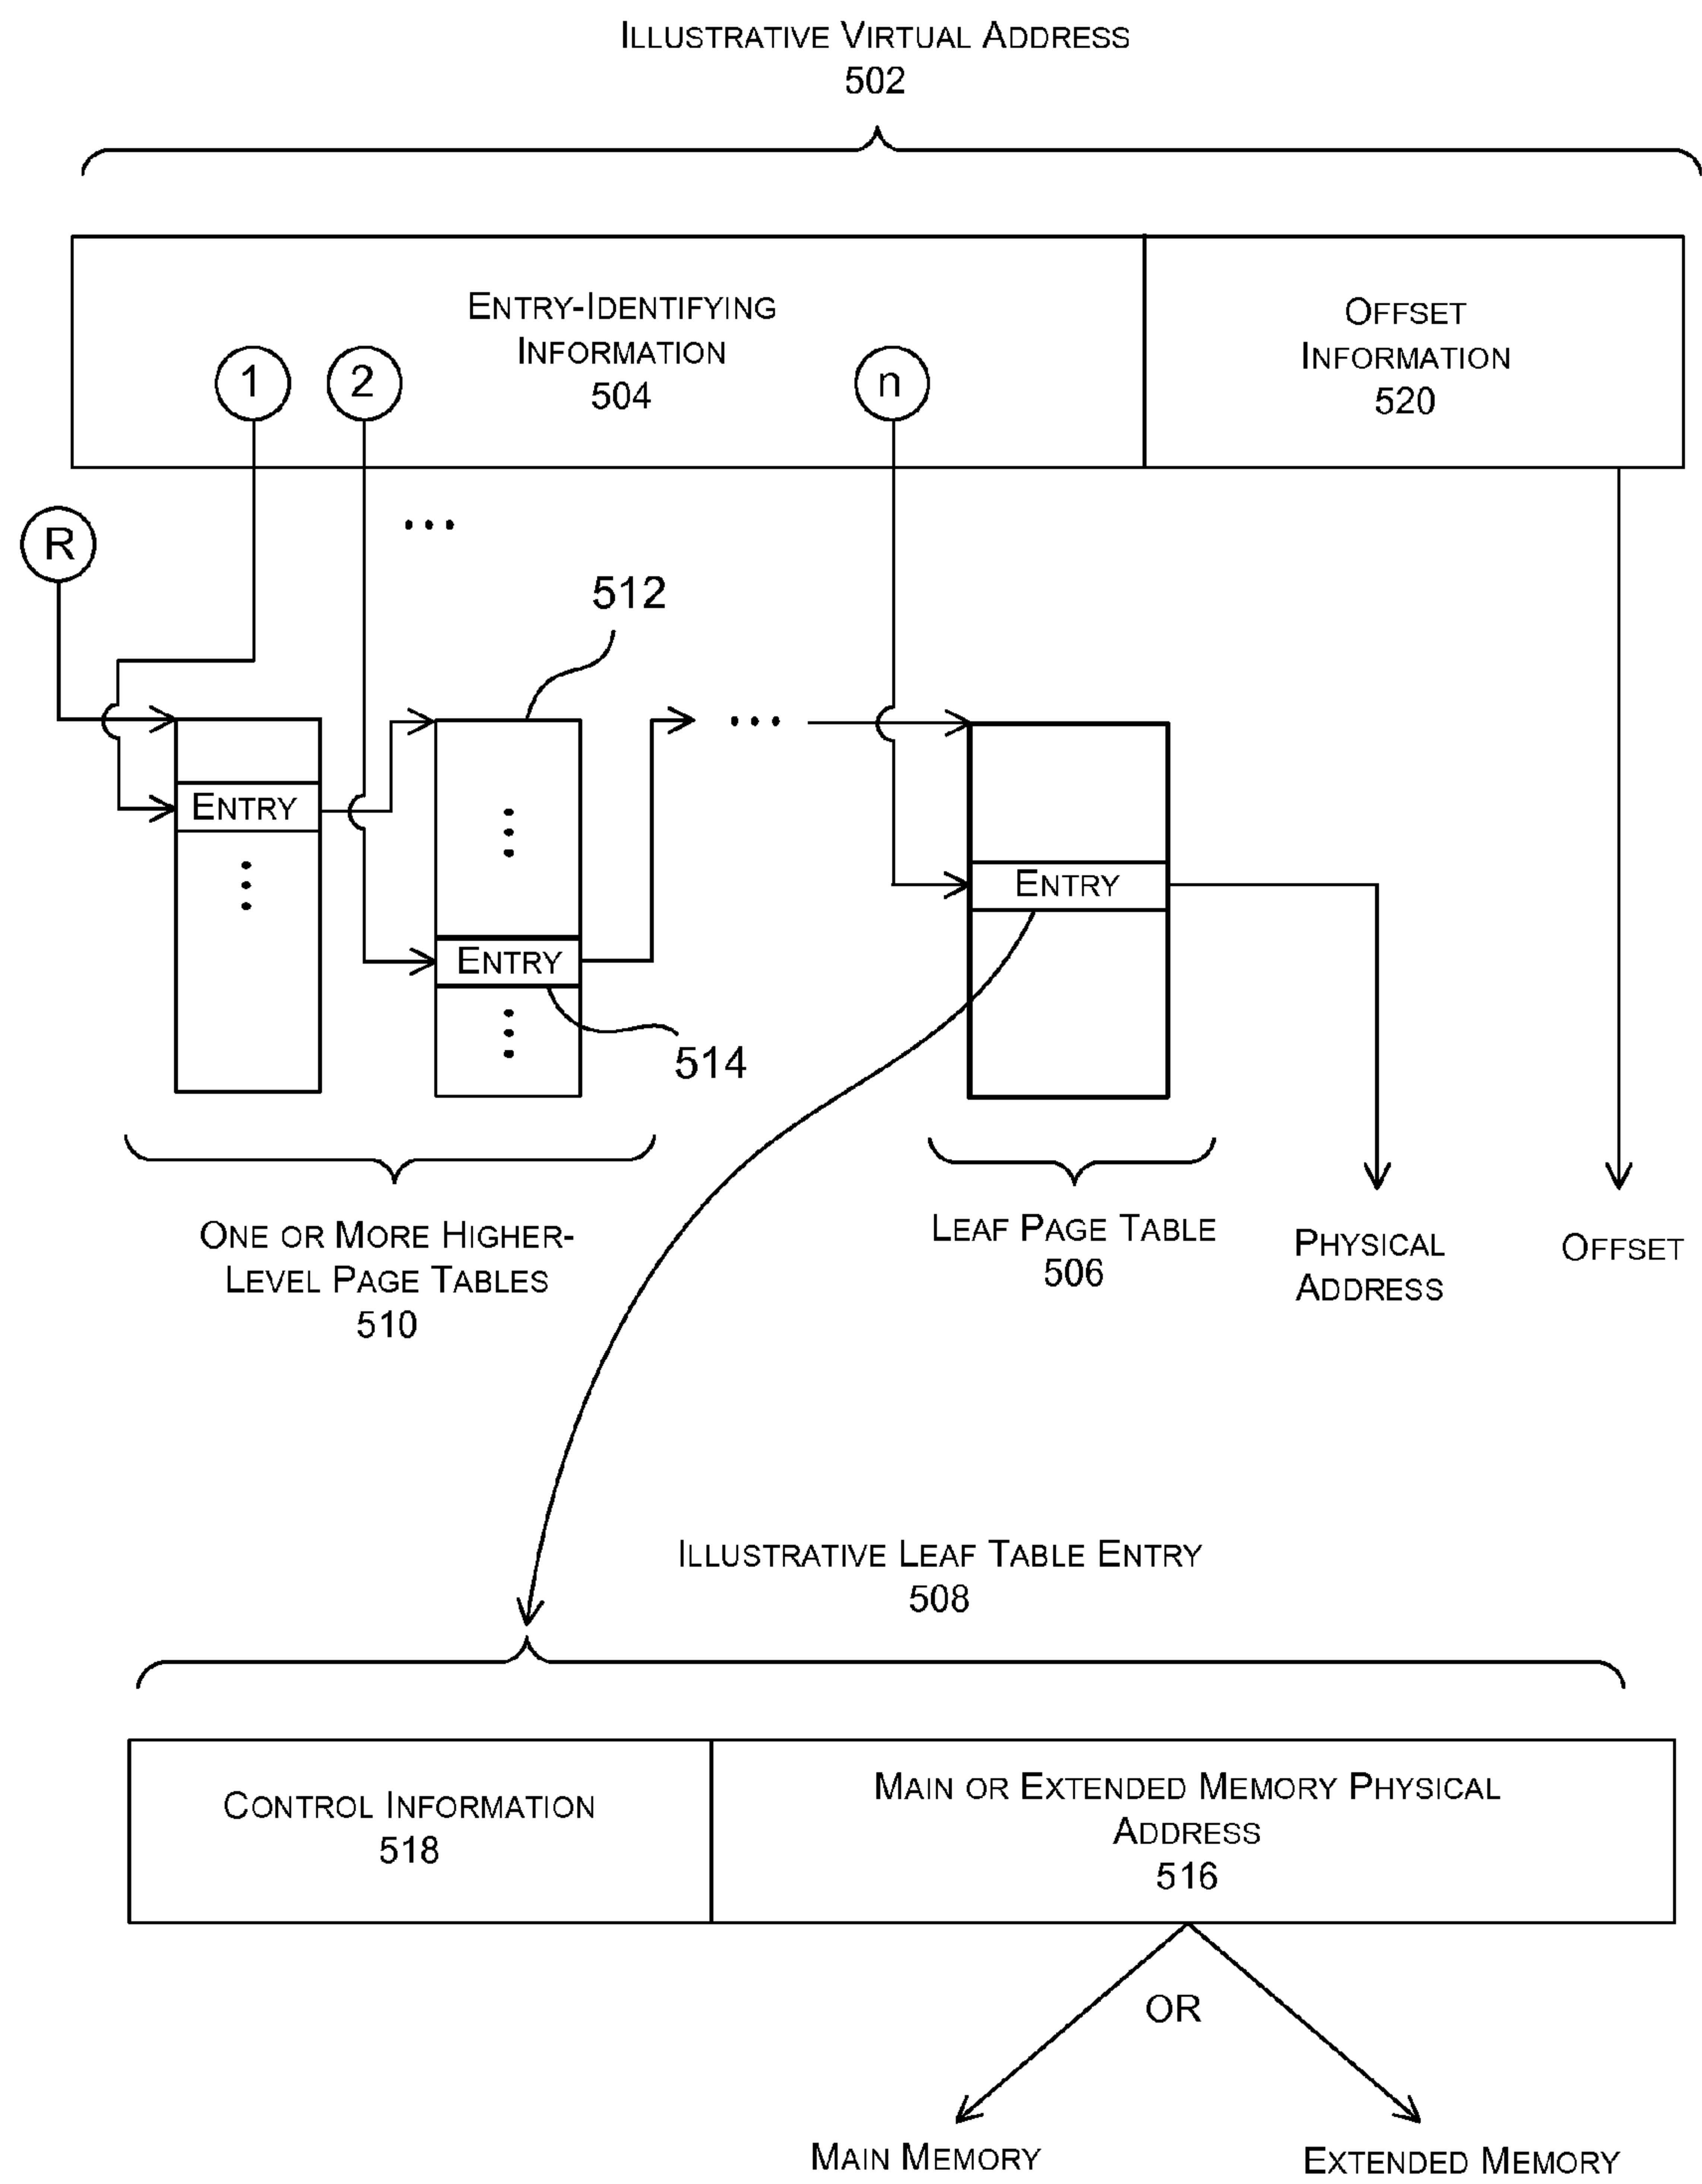 ILLUSTRATIVE VIRTUAL ADDRESS
502
ENTRY-IDENTIFYING
INFORMATION
504
1
2
n
OFFSET
INFORMATION
520
R
...
512
...
ENTRY
ENTRY
ENTRY
514
ONE OR MORE HIGHER-
LEVEL PAGE TABLES
510
LEAF PAGE TABLE
506
PHYSICAL
ADDRESS
OFFSET
ILLUSTRATIVE LEAF TABLE ENTRY
508
CONTROL INFORMATION
518
MAIN OR EXTENDED MEMORY PHYSICAL
ADDRESS
516
OR
MAIN MEMORY
EXTENDED MEMORY